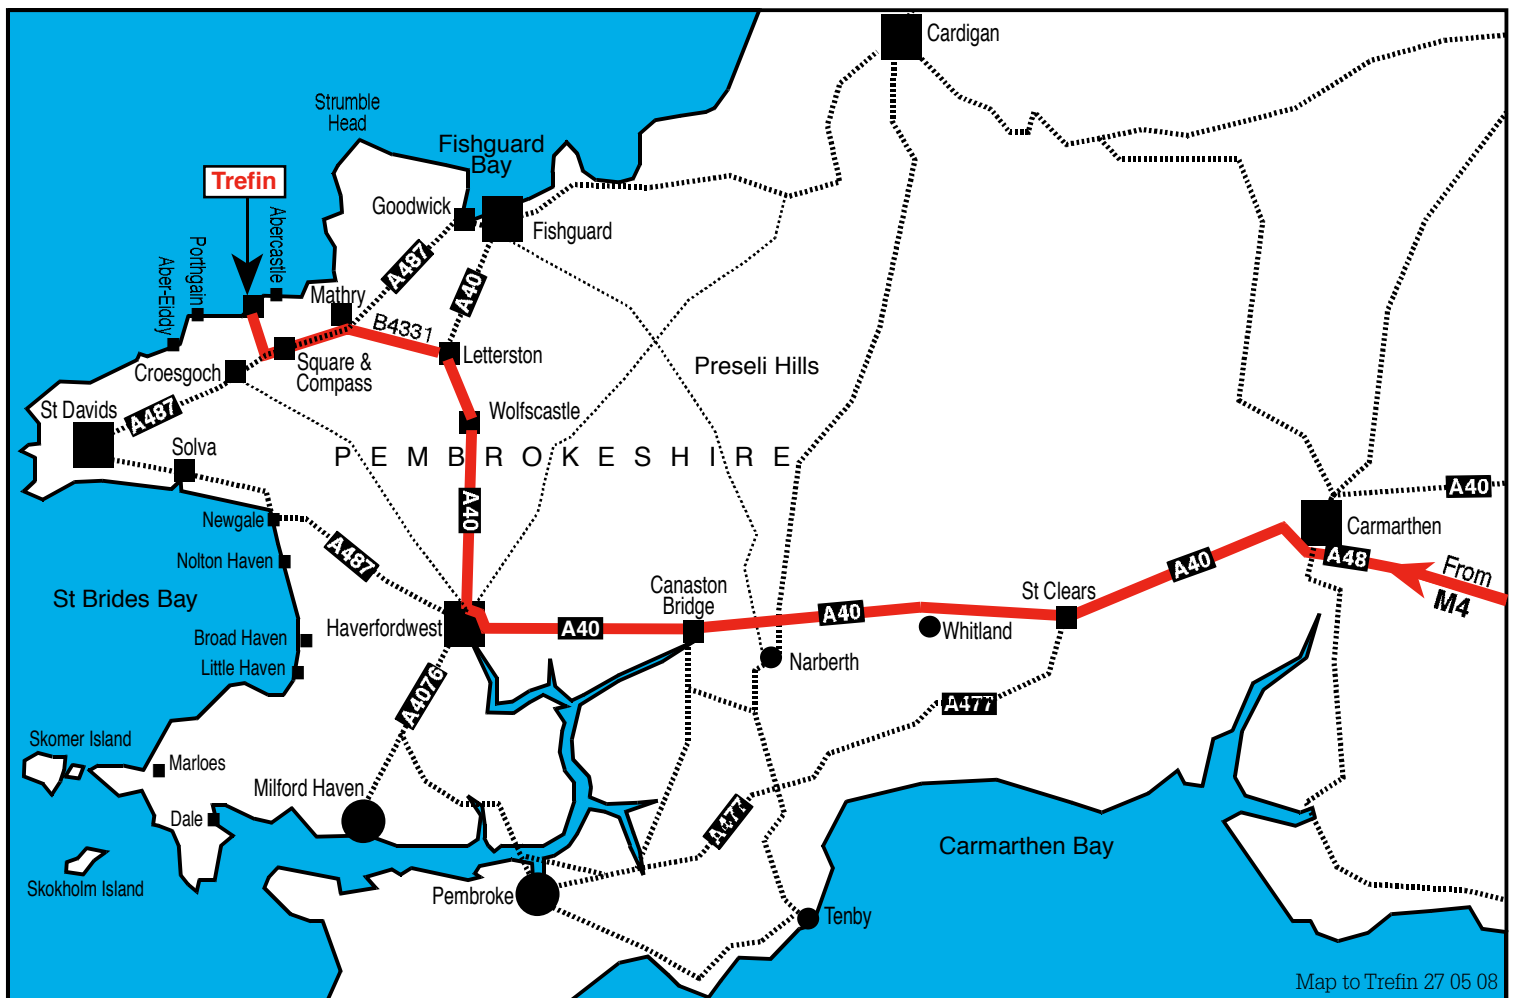 Cardigan
Strumble
Head
Fishguard
Bay
Trefin
Goodwick
Fishguard
Abercastle
Porthgain
Aber-Eiddy
A487
A40
Mathry
B4331
Letterston
Square &
Compass
Croesgoch
Preseli Hills
St Davids
A487
Wolfscastle
Solva
PEMBROKESHIRE
A40
A40
Newgale
Carmarthen
A487
Nolton Haven
A48
From
M4
A40
Canaston
Bridge
St Clears
St Brides Bay
A40
Haverfordwest
A40
Whitland
Broad Haven
Narberth
Little Haven
A4076
A477
Skomer Island
Marloes
Milford Haven
Dale
A477
Carmarthen Bay
Skokholm Island
Pembroke
Tenby
Map to Trefin 27 05 08